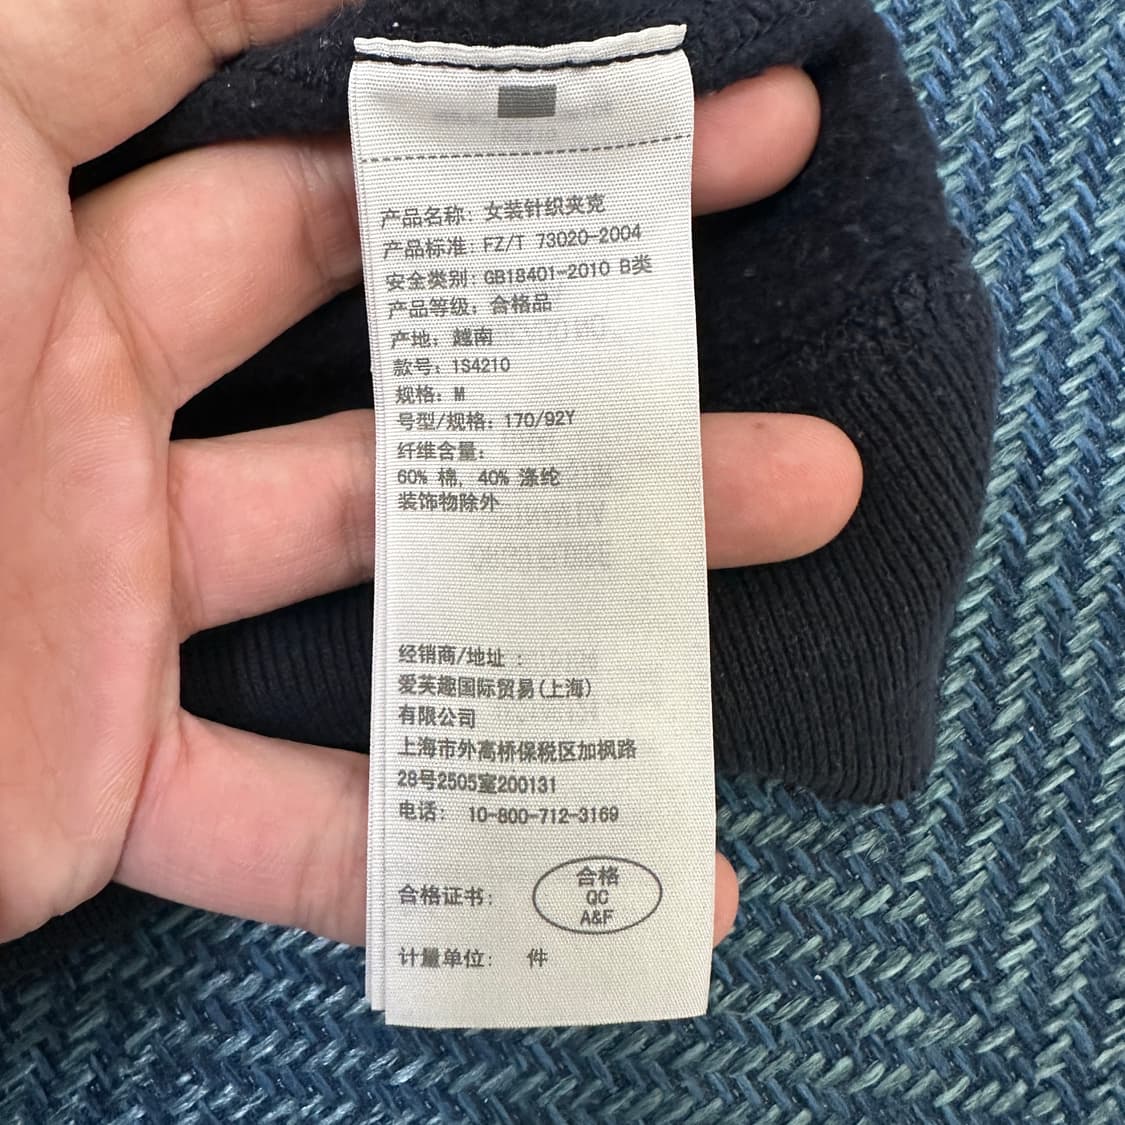 产品名称: 女装针织夹克
产品标准: FZ/T 73020-2004
安全类别: GB18401-2010 B类
产品等级: 合格品
产地: 越南
款号: 1S4210
规格: M
号型/规格: 170/92Y
纤维含量:
60% 棉, 40% 涤纶
装饰物除外
经销商/地址 :
爱芙趣国际贸易(上海)
有限公司
上海市外高桥保税区加枫路
28号2505室200131
电话: 10-800-712-3169
合格证书:
合格
QC
A&F
计量单位: 件